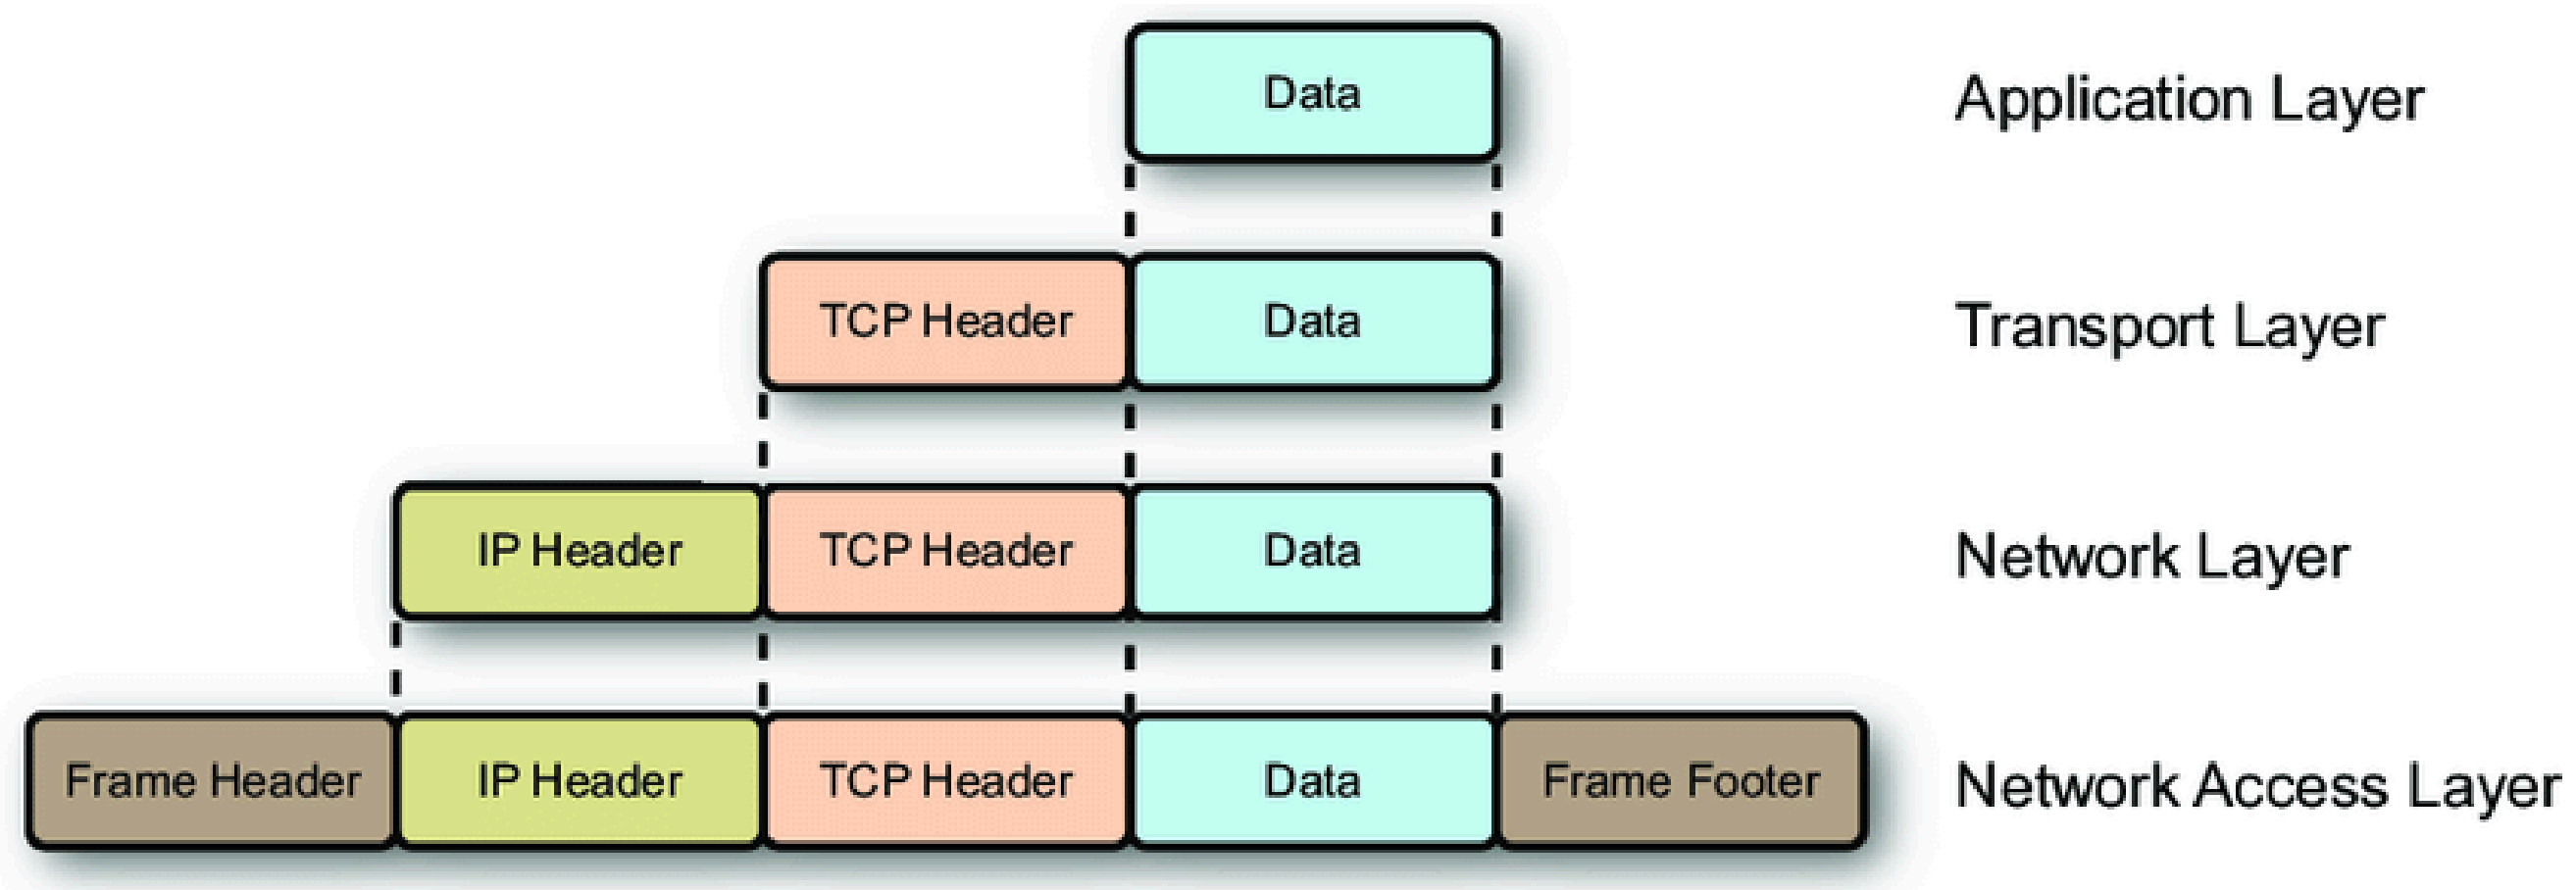 Data
Application Layer
TCP Header
Data
Transport Layer
IP Header
TCP Header
Data
Network Layer
Frame Header
IP Header
TCP Header
Data
Frame Footer
Network Access Layer